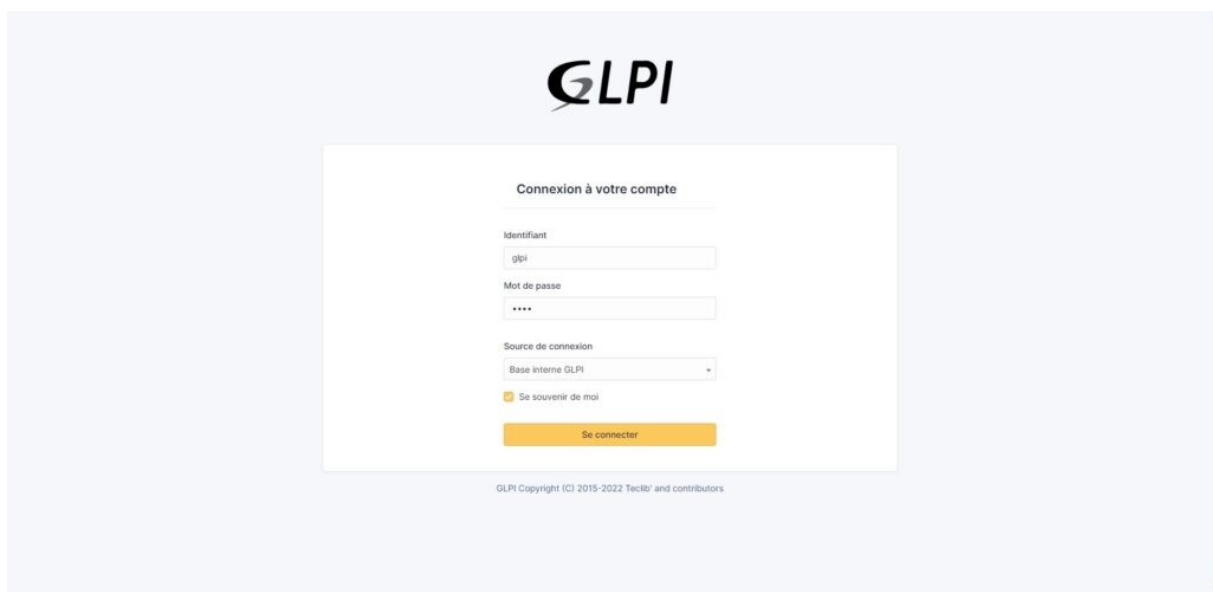 GLPI
Connexion à votre compte
Identifiant
glpi
Mot de passe
••••
Source de connexion
Base interne GLPI
Se souvenir de moi
Se connecter
GLPI Copyright (C) 2015-2022 Teclib' and contributors